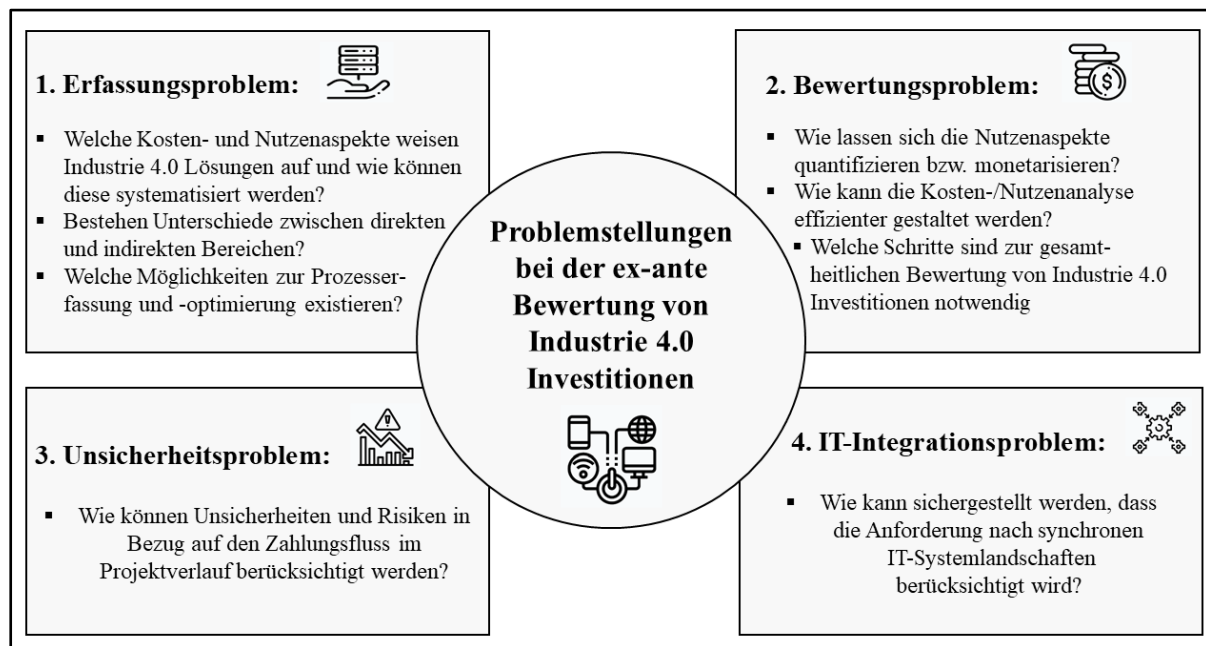 1. Erfassungsproblem:
▪ Welche Kosten- und Nutzenaspekte weisen
Industrie 4.0 Lösungen auf und wie können
diese systematisiert werden?
▪ Bestehen Unterschiede zwischen direkten
und indirekten Bereichen?
▪ Welche Möglichkeiten zur Prozesser-
fassung und -optimierung existieren?
2. Bewertungsproblem:
▪ Wie lassen sich die Nutzenaspekte
quantifizieren bzw. monetarisieren?
▪ Wie kann die Kosten-/Nutzenanalyse
effizienter gestaltet werden?
▪ Welche Schritte sind zur gesamt-
heitlichen Bewertung von Industrie 4.0
Investitionen notwendig
Problemstellungen
bei der ex-ante
Bewertung von
Industrie 4.0
Investitionen
3. Unsicherheitsproblem:
▪ Wie können Unsicherheiten und Risiken in
Bezug auf den Zahlungsfluss im
Projektverlauf berücksichtigt werden?
4. IT-Integrationsproblem:
▪ Wie kann sichergestellt werden, dass
die Anforderung nach synchronen
IT-Systemlandschaften
berücksichtigt wird?